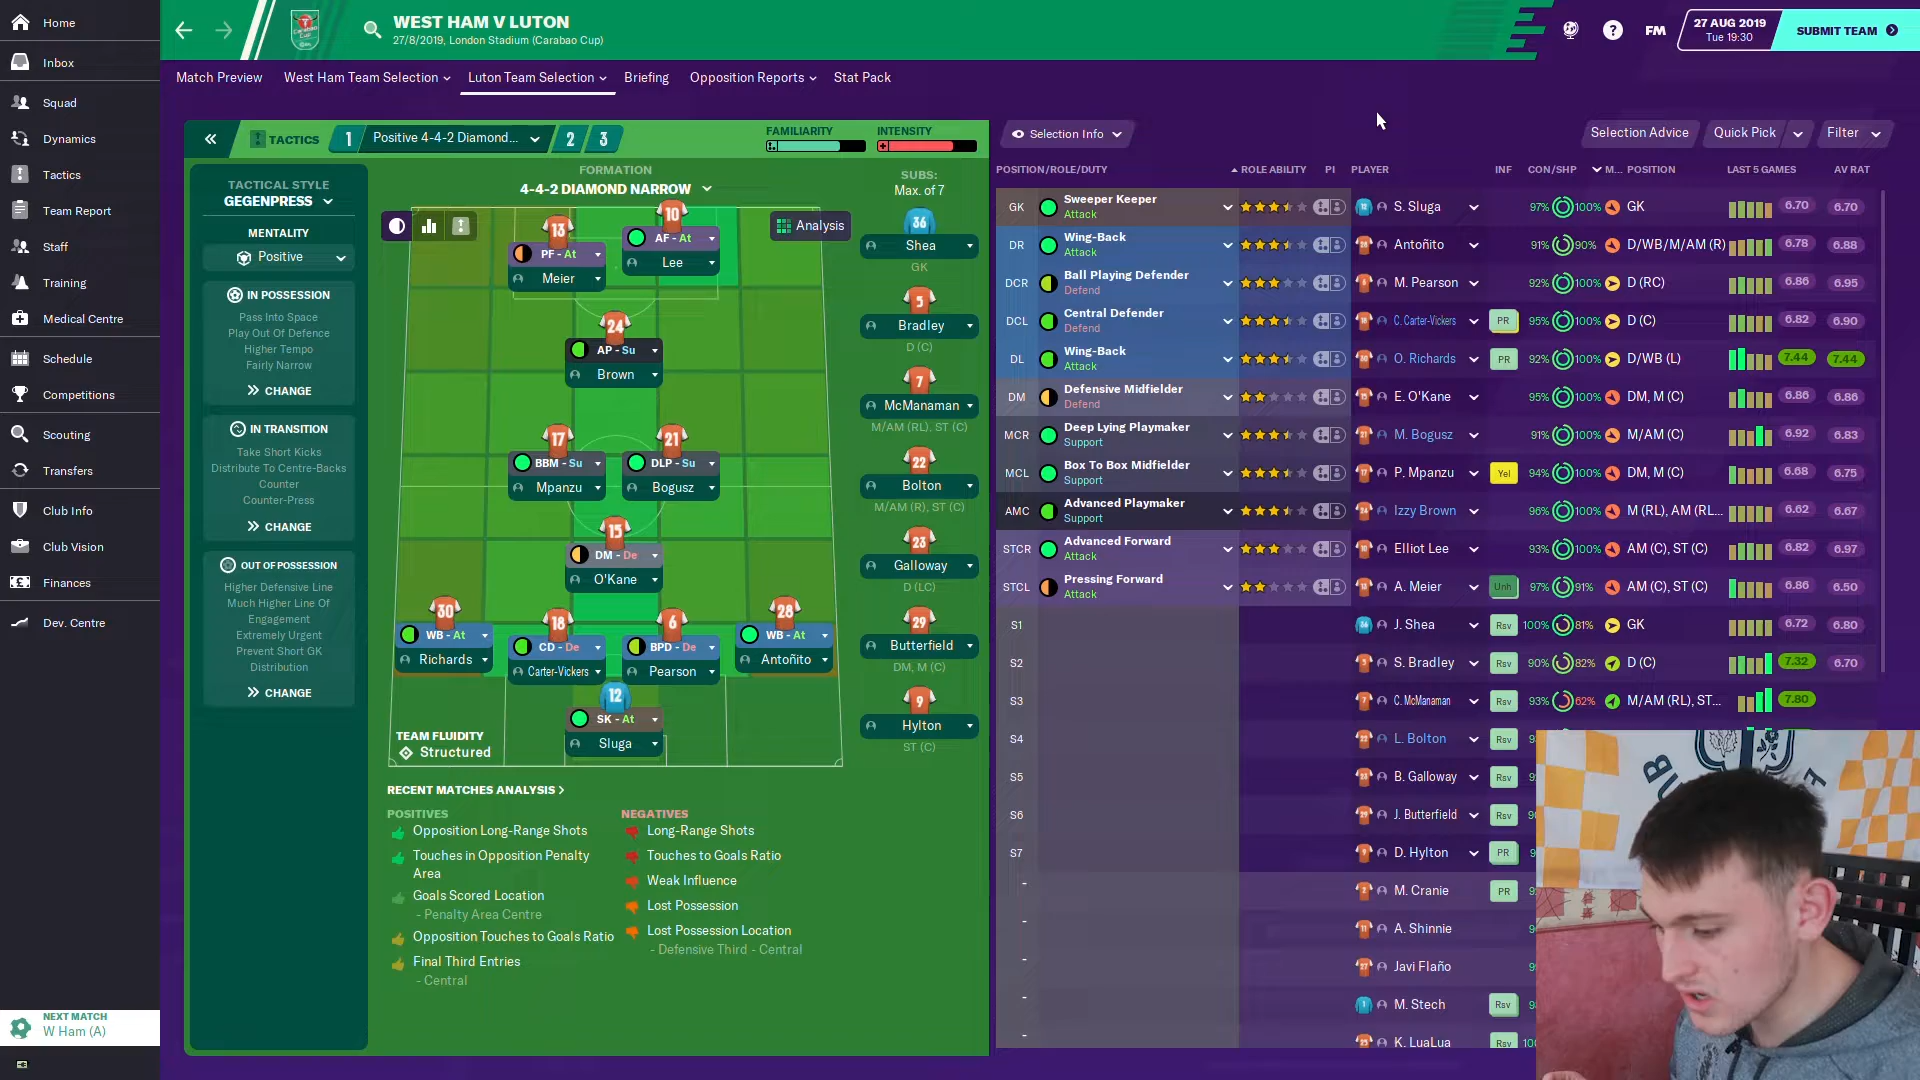 Home
Inbox
Squad
Dynamics
Tactics
Team Report
Staff
Training
Medical Centre
Schedule
Competitions
Scouting
Transfers
Club Info
Club Vision
Finances
Dev. Centre
NEXT MATCH
W Ham (A)
WEST HAM V LUTON
27/8/2019, London Stadium (Carabao Cup)
FM
27 AUG 2019
Tue 19:30
SUBMIT TEAM
Match Preview West Ham Team Selection Luton Team Selection Briefing Opposition Reports Stat Pack
TACTICS 1 Positive 4-4-2 Diamond... 2 3
FAMILIARITY INTENSITY
TACTICAL STYLE
GEGENPRESS
MENTALITY
Positive
IN POSSESSION
Pass Into Space
Play Out Of Defence
Higher Tempo
Fairly Narrow
CHANGE
IN TRANSITION
Take Short Kicks
Distribute To Centre-Backs
Counter
Counter-Press
CHANGE
OUT OF POSSESSION
Higher Defensive Line
Much Higher Line Of
Engagement
Extremely Urgent
Prevent Short GK
Distribution
CHANGE
FORMATION
4-4-2 DIAMOND NARROW
Analysis
13
PF - At
Meier
10
AF - At
Lee
24
AP - Su
Brown
17
BBM - Su
Mpanzu
21
DLP - Su
Bogusz
15
DM - De
O'Kane
30
WB - At
Richards
18
CD - De
Carter-Vickers
6
BPD - De
Pearson
28
WB - At
Antoñito
12
SK - At
Sluga
TEAM FLUIDITY
Structured
SUBS:
Max. of 7
36
Shea
GK
5
Bradley
D (C)
7
McManaman
M/AM (RL), ST (C)
22
Bolton
M/AM (R), ST (C)
23
Galloway
D (LC)
29
Butterfield
DM, M (C)
9
Hylton
ST (C)
RECENT MATCHES ANALYSIS >
POSITIVES
Opposition Long-Range Shots
Touches in Opposition Penalty
Area
Goals Scored Location
- Penalty Area Centre
Opposition Touches to Goals Ratio
Final Third Entries
- Central
NEGATIVES
Long-Range Shots
Touches to Goals Ratio
Weak Influence
Lost Possession
Lost Possession Location
- Defensive Third - Central
Selection Info
Selection Advice Quick Pick Filter
POSITION/ROLE/DUTY ROLE ABILITY PI PLAYER INF CON/SHP M... POSITION LAST 5 GAMES AV RAT
GK Sweeper Keeper Attack S. Sluga 97% 100% GK 6.70 6.70
DR Wing-Back Attack Antoñito 91% 90% D/WB/M/AM (R) 6.78 6.88
DCR Ball Playing Defender Defend M. Pearson 92% 100% D (RC) 6.86 6.95
DCL Central Defender Defend C. Carter-Vickers PR 95% 100% D (C) 6.82 6.90
DL Wing-Back Attack O. Richards PR 92% 100% D/WB (L) 7.44 7.44
DM Defensive Midfielder Defend E. O'Kane 95% 100% DM, M (C) 6.86 6.86
MCR Deep Lying Playmaker Support M. Bogusz 91% 100% M/AM (C) 6.92 6.83
MCL Box To Box Midfielder Support P. Mpanzu Yel 94% 100% DM, M (C) 6.68 6.75
AMC Advanced Playmaker Support Izzy Brown 96% 100% M (RL), AM (RL... 6.62 6.67
STCR Advanced Forward Attack Elliot Lee 93% 100% AM (C), ST (C) 6.82 6.97
STCL Pressing Forward Attack A. Meier Unh 97% 91% AM (C), ST (C) 6.86 6.50
S1 J. Shea Rsv 100% 81% GK 6.72 6.80
S2 S. Bradley Rsv 90% 82% D (C) 7.32 6.70
S3 C. McManaman Rsv 93% 62% M/AM (RL), ST... 7.80
S4 L. Bolton Rsv
S5 B. Galloway Rsv
S6 J. Butterfield Rsv
S7 D. Hylton PR
- M. Cranie PR
- A. Shinnie
- Javi Flaño
- M. Stech Rsv
- K. LuaLua Rsv